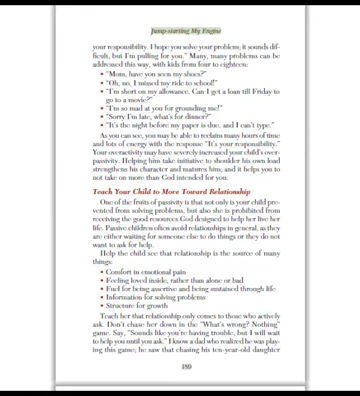 Jump-starting My Engine
your responsibility. I hope you solve your problem; it sounds dif-
ficult, but I'm pulling for you." Many, many problems can be
addressed this way, with kids from four to eighteen:
• "Mom, have you seen my shoes?"
• "Oh, no, I missed my ride to school!"
• "I'm short on my allowance. Can I get a loan till Friday to
go to a movie?"
• "I'm so mad at you for grounding me!"
• "Sorry I'm late, what's for dinner?"
• "It's the night before my paper is due, and I can't type."
As you can see, you may be able to reclaim many hours of time
and lots of energy with the response "It's your responsibility."
Your overactivity may have severely increased your child's over-
passivity. Helping him take initiative to shoulder his own load
strengthens his character and matures him; and it helps you to
not take on more than God intended for you.
Teach Your Child to Move Toward Relationship
One of the fruits of passivity is that not only is your child pre-
vented from solving problems, but also she is prohibited from
receiving the good resources God designed to help her live her
life. Passive children often avoid relationships in general, as they
are either waiting for someone else to do things or they do not
want to ask for help.
Help the child see that relationship is the source of many
things:
• Comfort in emotional pain
• Feeling loved inside, rather than alone or bad
• Fuel for being assertive and being sustained through life
• Information for solving problems
• Structure for growth
Teach her that relationship only comes to those who actively
ask. Don't chase her down in the "What's wrong? Nothing"
game. Say, "Sounds like you're having trouble, but I will wait
to help you until you ask." I know a dad who realized he was play-
ing this game; he saw that chasing his ten-year-old daughter
189